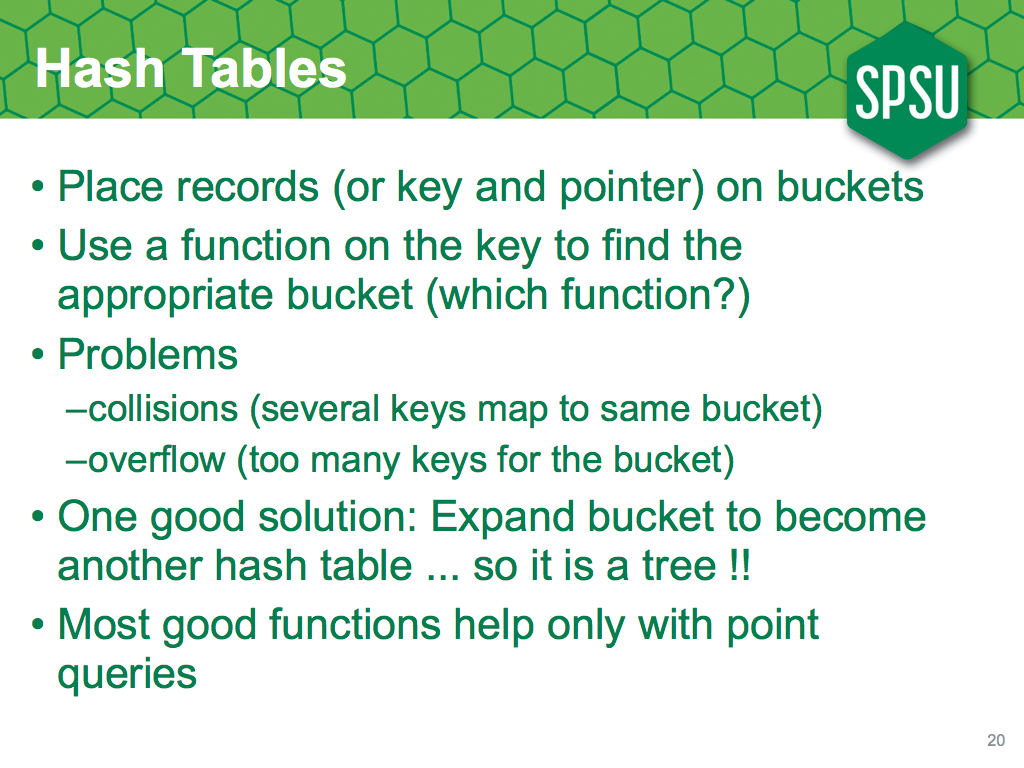 Hash Tables
SPSU
• Place records (or key and pointer) on buckets
• Use a function on the key to find the
appropriate bucket (which function?)
• Problems
–collisions (several keys map to same bucket)
–overflow (too many keys for the bucket)
• One good solution: Expand bucket to become
another hash table ... so it is a tree !!
• Most good functions help only with point
queries
20